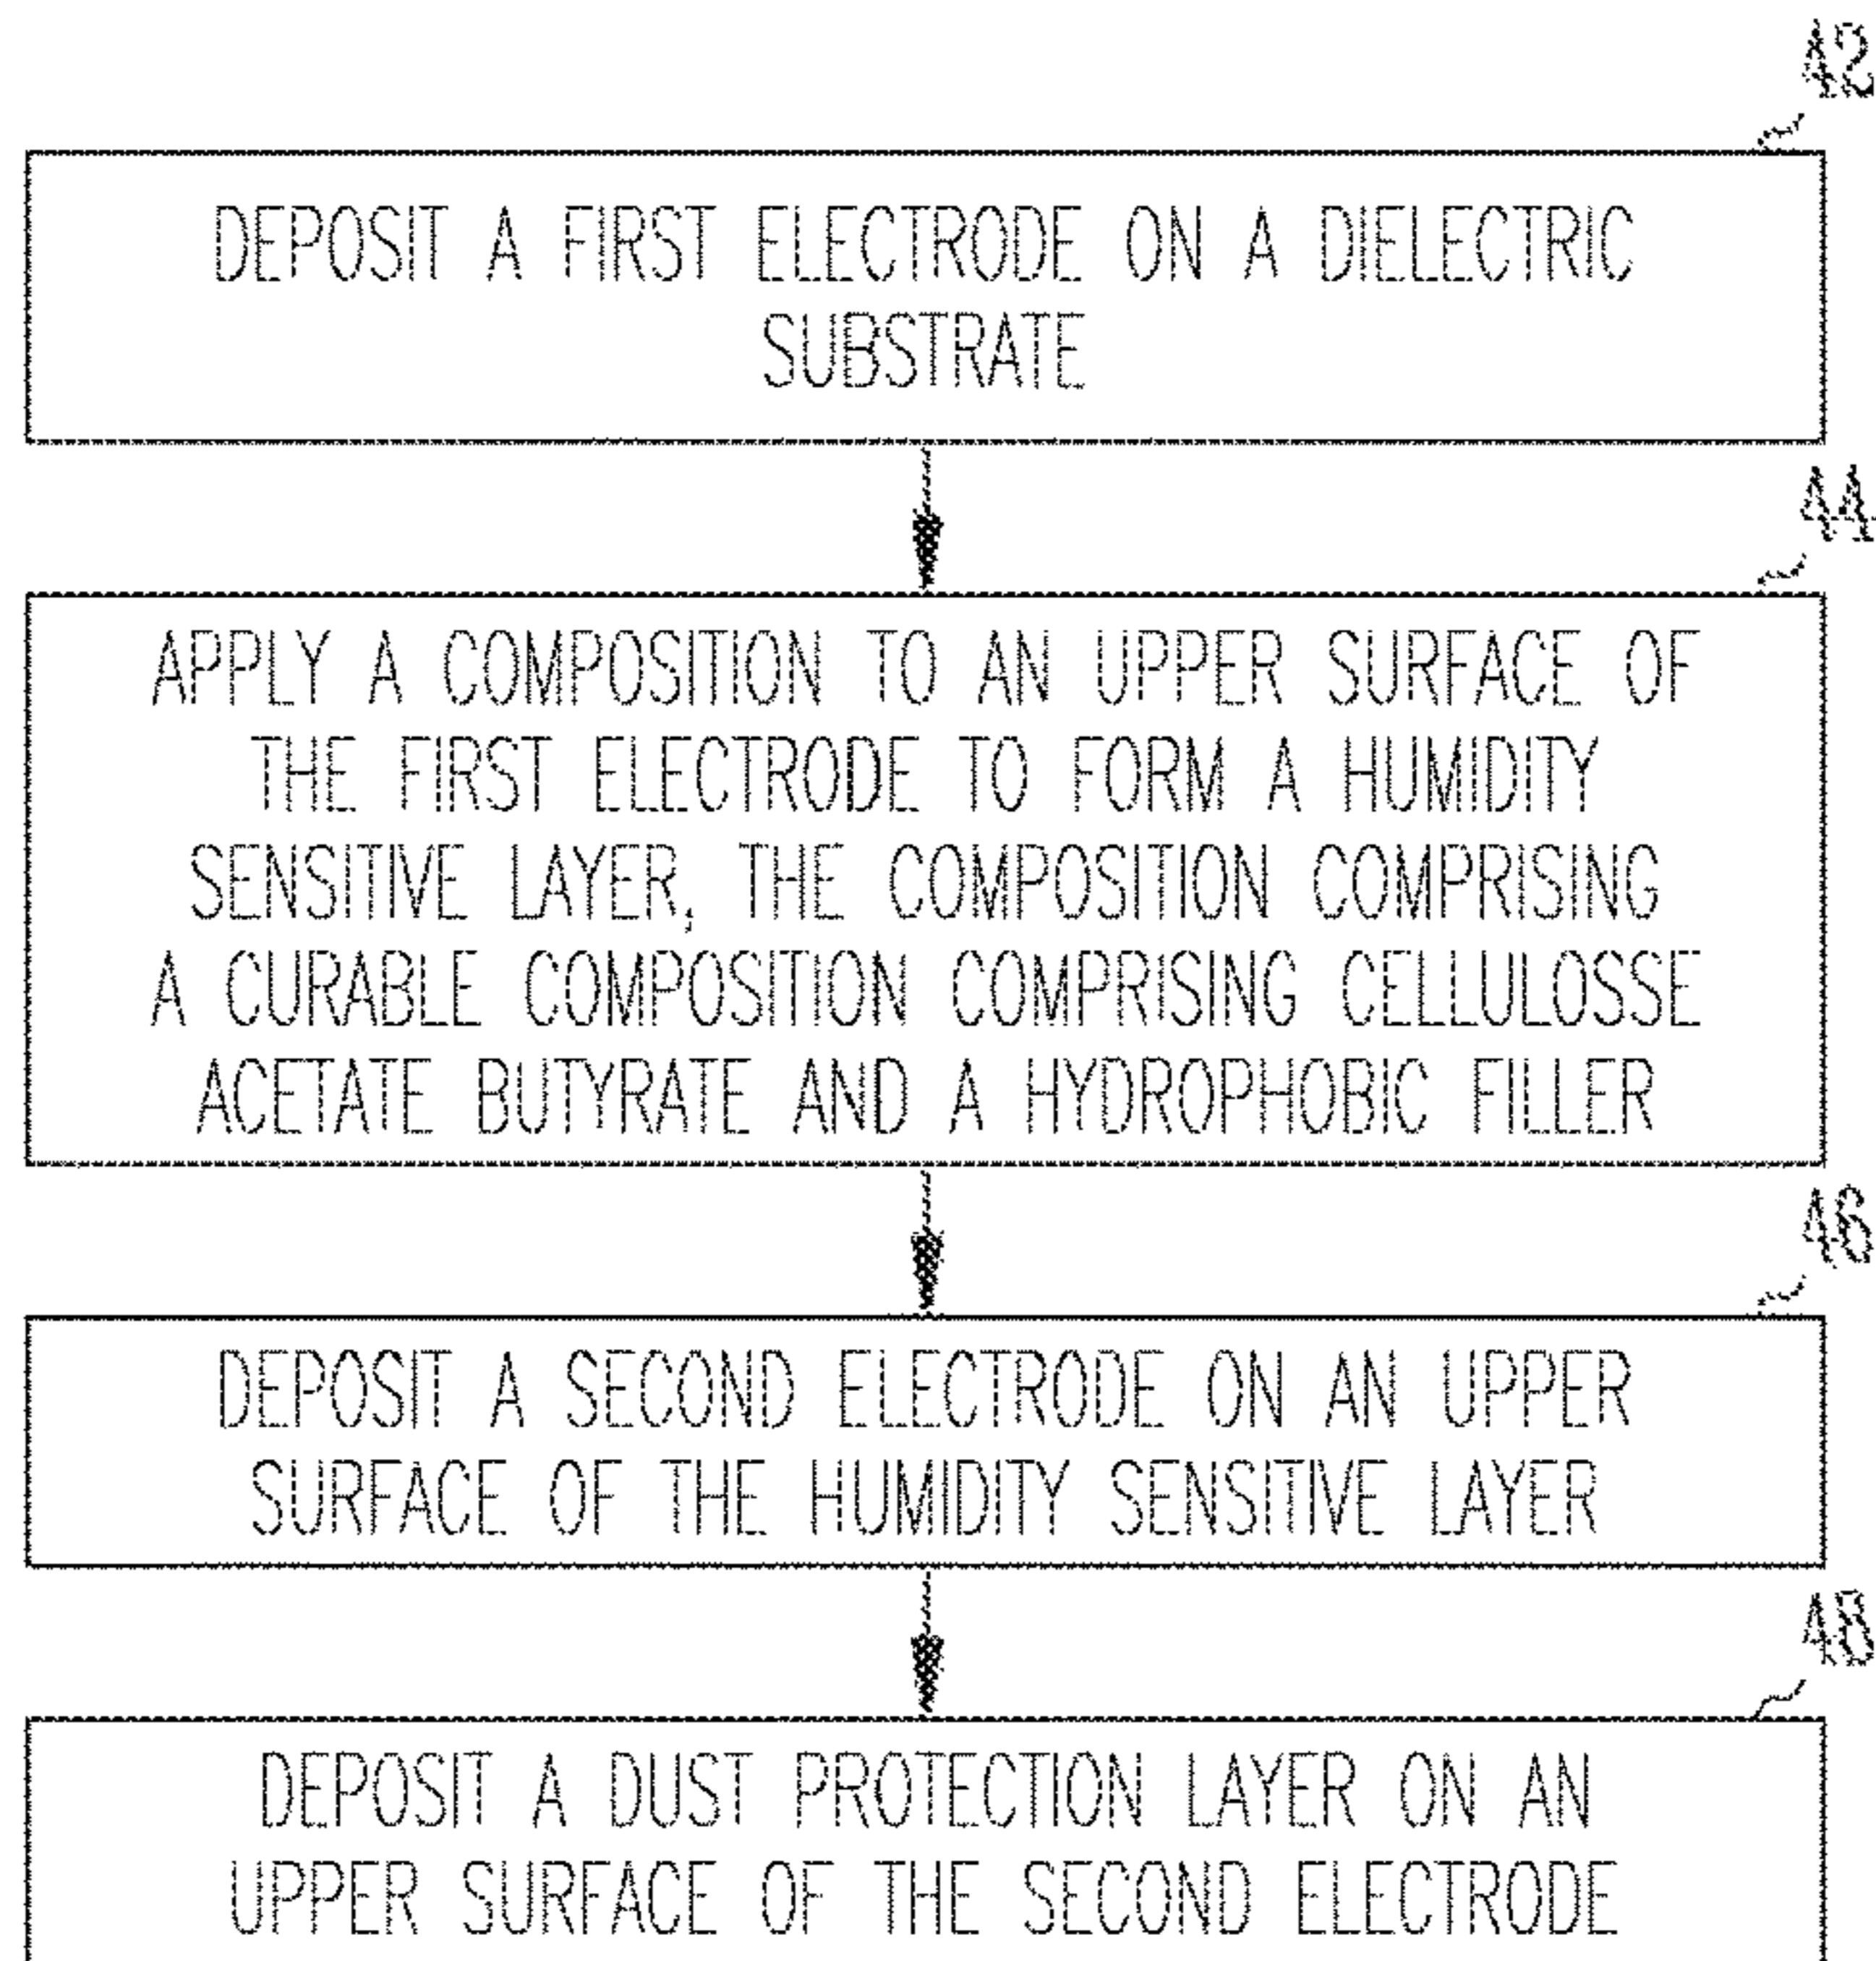 42
DEPOSIT A FIRST ELECTRODE ON A DIELECTRIC
SUBSTRATE
44
APPLY A COMPOSITION TO AN UPPER SURFACE OF
THE FIRST ELECTRODE TO FORM A HUMIDITY
SENSITIVE LAYER, THE COMPOSITION COMPRISING
A CURABLE COMPOSITION COMPRISING CELLULOSSE
ACETATE BUTYRATE AND A HYDROPHOBIC FILLER
46
DEPOSIT A SECOND ELECTRODE ON AN UPPER
SURFACE OF THE HUMIDITY SENSITIVE LAYER
48
DEPOSIT A DUST PROTECTION LAYER ON AN
UPPER SURFACE OF THE SECOND ELECTRODE